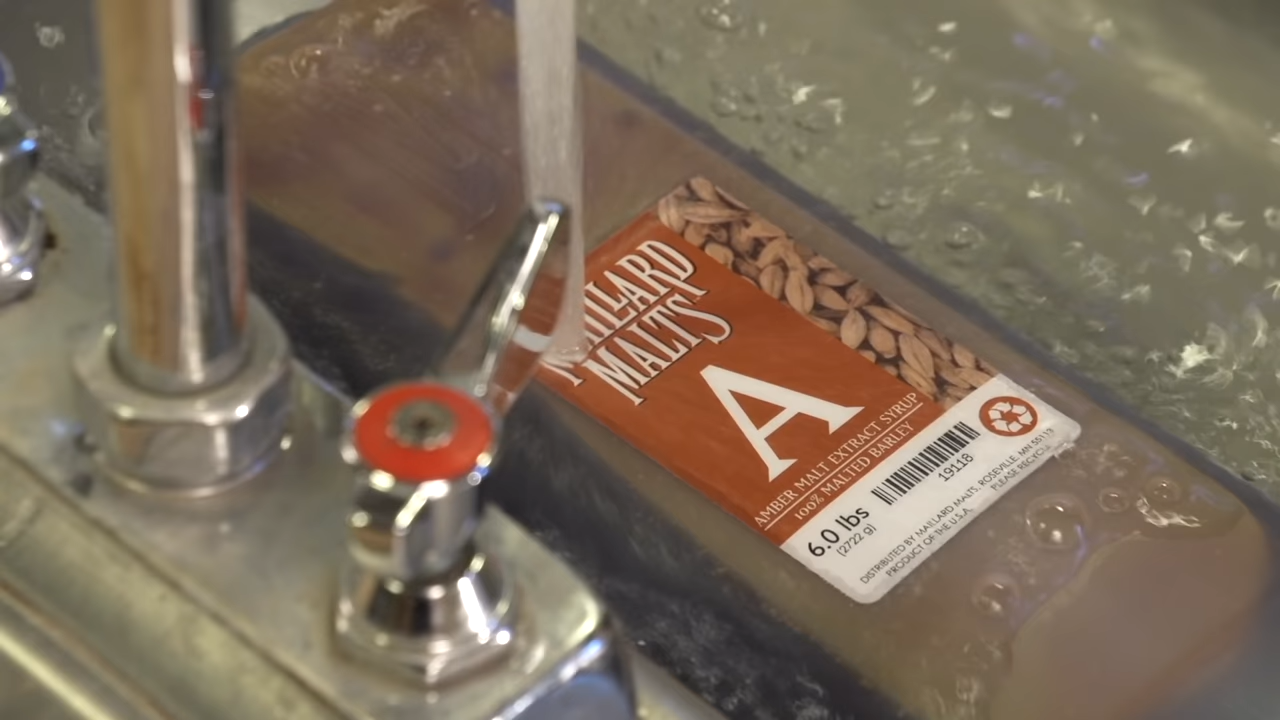 MAILLARD
MALTS
A
AMBER MALT EXTRACT SYRUP
100% MALTED BARLEY
6.0 lbs
(2722 g)
19118
DISTRIBUTED BY MAILLARD MALTS, ROSEVILLE, MN 55113
PRODUCT OF THE U.S.A. PLEASE RECYCLE